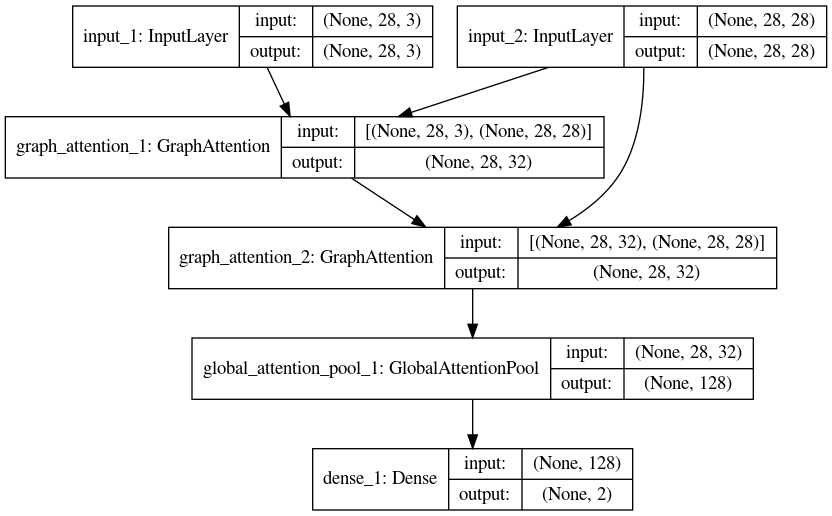 input_1: InputLayer
input:
(None, 28, 3)
output:
(None, 28, 3)
input_2: InputLayer
input:
(None, 28, 28)
output:
(None, 28, 28)
graph_attention_1: GraphAttention
input:
[(None, 28, 3), (None, 28, 28)]
output:
(None, 28, 32)
graph_attention_2: GraphAttention
input:
[(None, 28, 32), (None, 28, 28)]
output:
(None, 28, 32)
global_attention_pool_1: GlobalAttentionPool
input:
(None, 28, 32)
output:
(None, 128)
dense_1: Dense
input:
(None, 128)
output:
(None, 2)